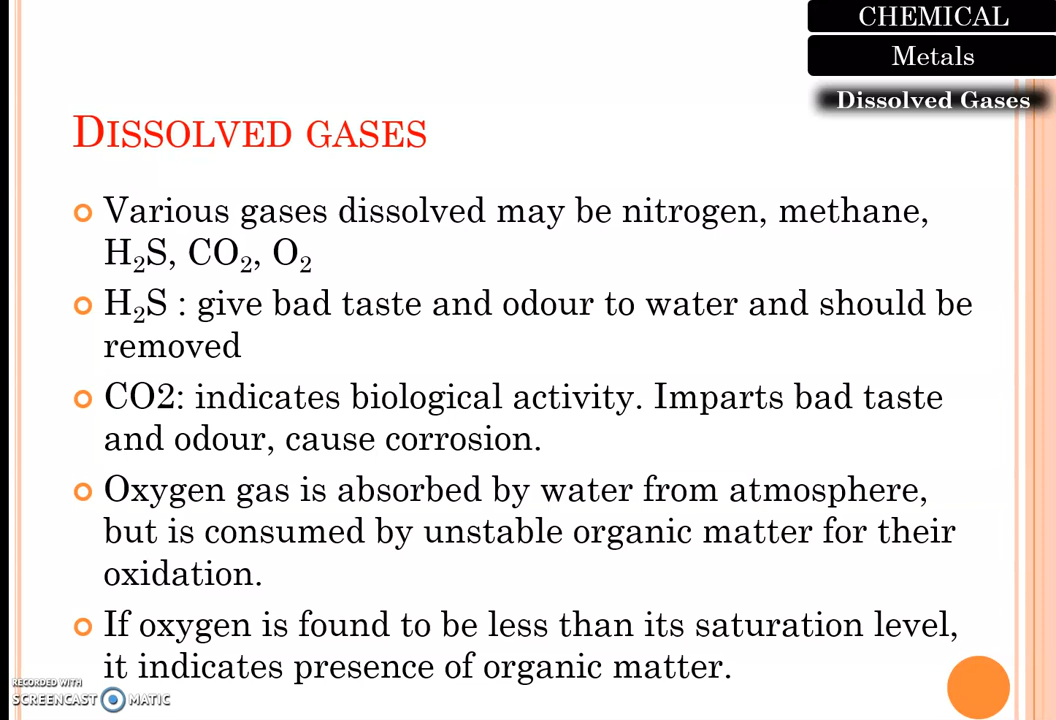 CHEMICAL
Metals
Dissolved Gases
DISSOLVED GASES
Various gases dissolved may be nitrogen, methane,
H₂S, CO₂, O₂
H₂S : give bad taste and odour to water and should be
removed
CO2: indicates biological activity. Imparts bad taste
and odour, cause corrosion.
Oxygen gas is absorbed by water from atmosphere,
but is consumed by unstable organic matter for their
oxidation.
If oxygen is found to be less than its saturation level,
it indicates presence of organic matter.
RECORDED WITH
SCREENCAST MATIC